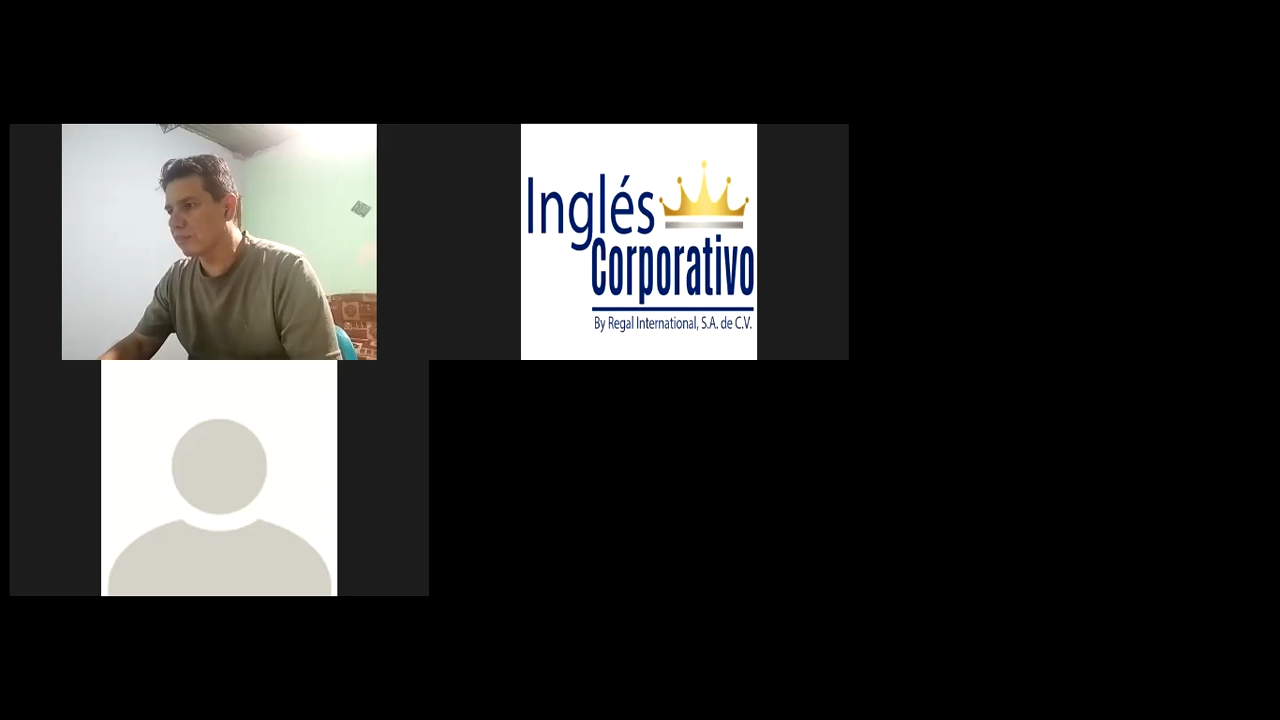 Inglés
Corporativo
By Regal International, S.A. de C.V.